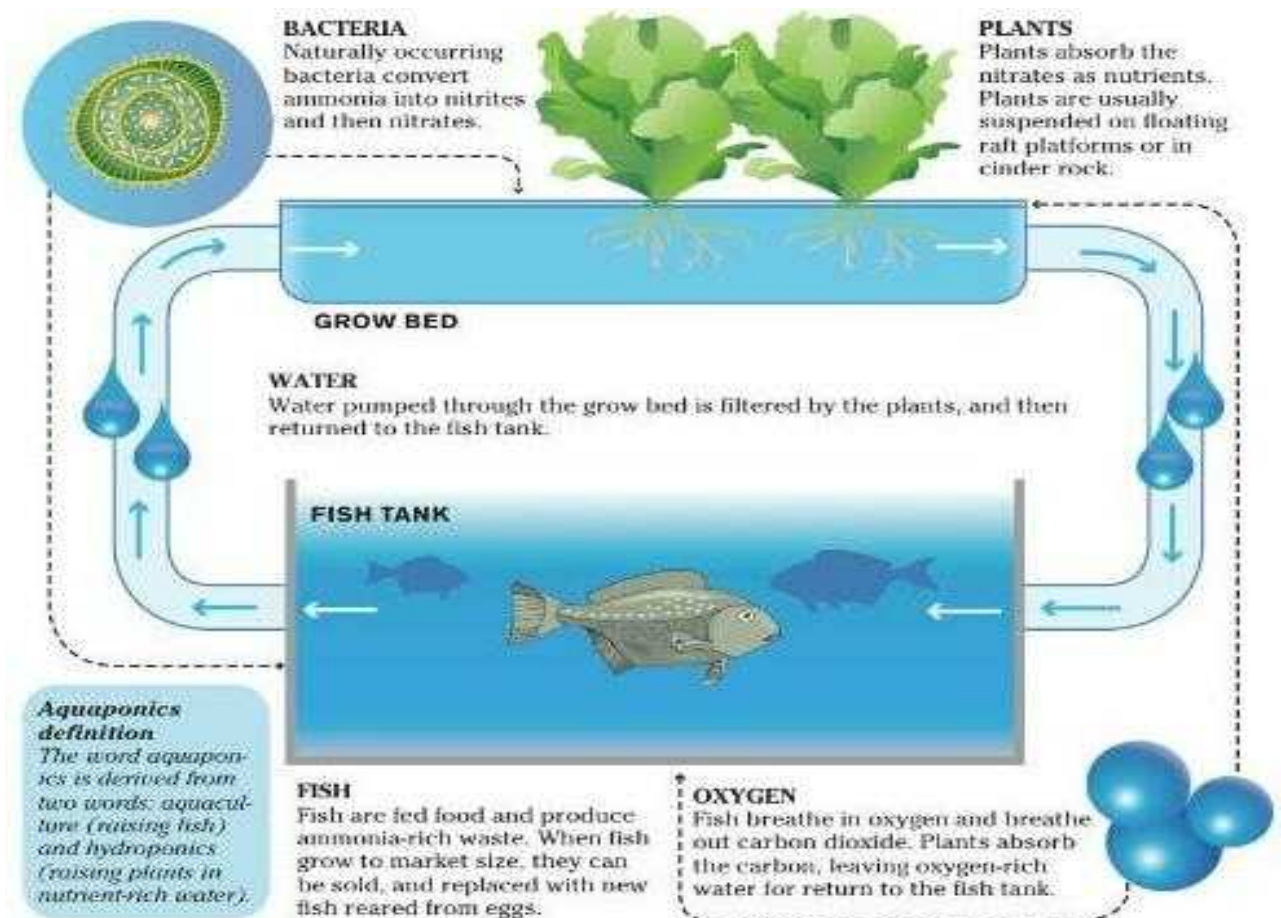 BACTERIA
Naturally occurring
bacteria convert
ammonia into nitrites
and then nitrates.
PLANTS
Plants absorb the
nitrates as nutrients.
Plants are usually
suspended on floating
raft platforms or in
cinder rock.
GROW BED
WATER
Water pumped through the grow bed is filtered by the plants, and then
returned to the fish tank.
FISH TANK
Aquaponics
definition
The word aquapon-
ics is derived from
two words: aquacul-
ture (raising fish)
and hydroponics
(raising plants in
nutrient-rich water).
FISH
Fish are fed food and produce
ammonia-rich waste. When fish
grow to market size, they can
be sold, and replaced with new
fish reared from eggs.
OXYGEN
Fish breathe in oxygen and breathe
out carbon dioxide. Plants absorb
the carbon, leaving oxygen-rich
water for return to the fish tank.